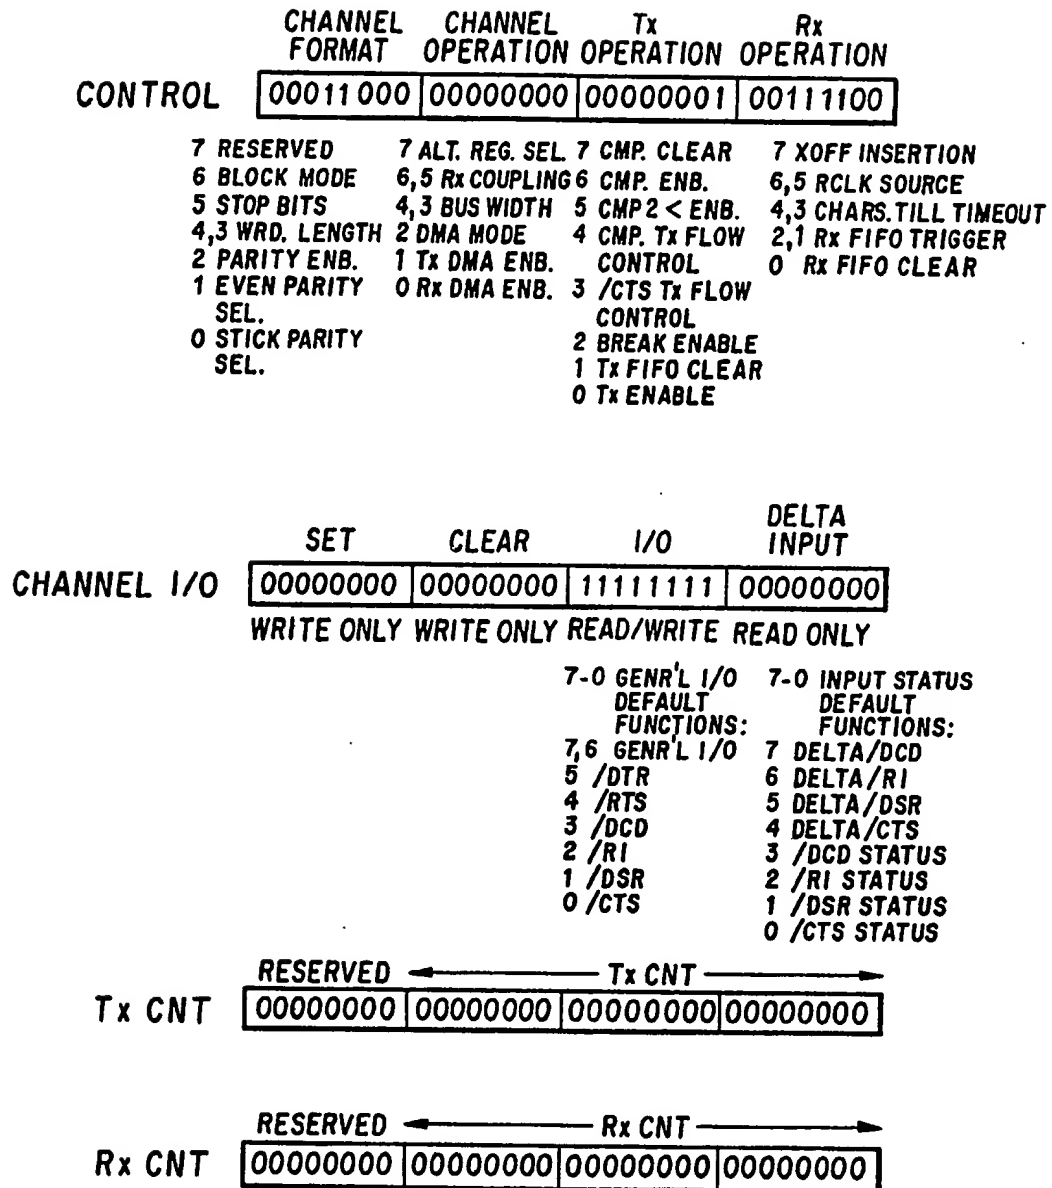 CHANNEL FORMAT CHANNEL OPERATION Tx OPERATION Rx OPERATION
CONTROL 00011000 00000000 00000001 00111100
7 RESERVED
6 BLOCK MODE
5 STOP BITS
4,3 WRD. LENGTH
2 PARITY ENB.
1 EVEN PARITY
SEL.
0 STICK PARITY
SEL.
7 ALT. REG. SEL.
6,5 Rx COUPLING
4,3 BUS WIDTH
2 DMA MODE
1 Tx DMA ENB.
0 Rx DMA ENB.
7 CMP. CLEAR
6 CMP. ENB.
5 CMP2 < ENB.
4 CMP. Tx FLOW
CONTROL
3 /CTS Tx FLOW
CONTROL
2 BREAK ENABLE
1 Tx FIFO CLEAR
0 Tx ENABLE
7 XOFF INSERTION
6,5 RCLK SOURCE
4,3 CHARS. TILL TIMEOUT
2,1 Rx FIFO TRIGGER
0 Rx FIFO CLEAR
SET CLEAR I/O DELTA INPUT
CHANNEL I/O 00000000 00000000 11111111 00000000
WRITE ONLY WRITE ONLY READ/WRITE READ ONLY
7-0 GENR'L I/O
DEFAULT
FUNCTIONS:
7,6 GENR'L I/O
5 /DTR
4 /RTS
3 /DCD
2 /RI
1 /DSR
0 /CTS
7-0 INPUT STATUS
DEFAULT
FUNCTIONS:
7 DELTA/DCD
6 DELTA/RI
5 DELTA/DSR
4 DELTA/CTS
3 /DCD STATUS
2 /RI STATUS
1 /DSR STATUS
0 /CTS STATUS
RESERVED Tx CNT
Tx CNT 00000000 00000000 00000000 00000000
RESERVED Rx CNT
Rx CNT 00000000 00000000 00000000 00000000